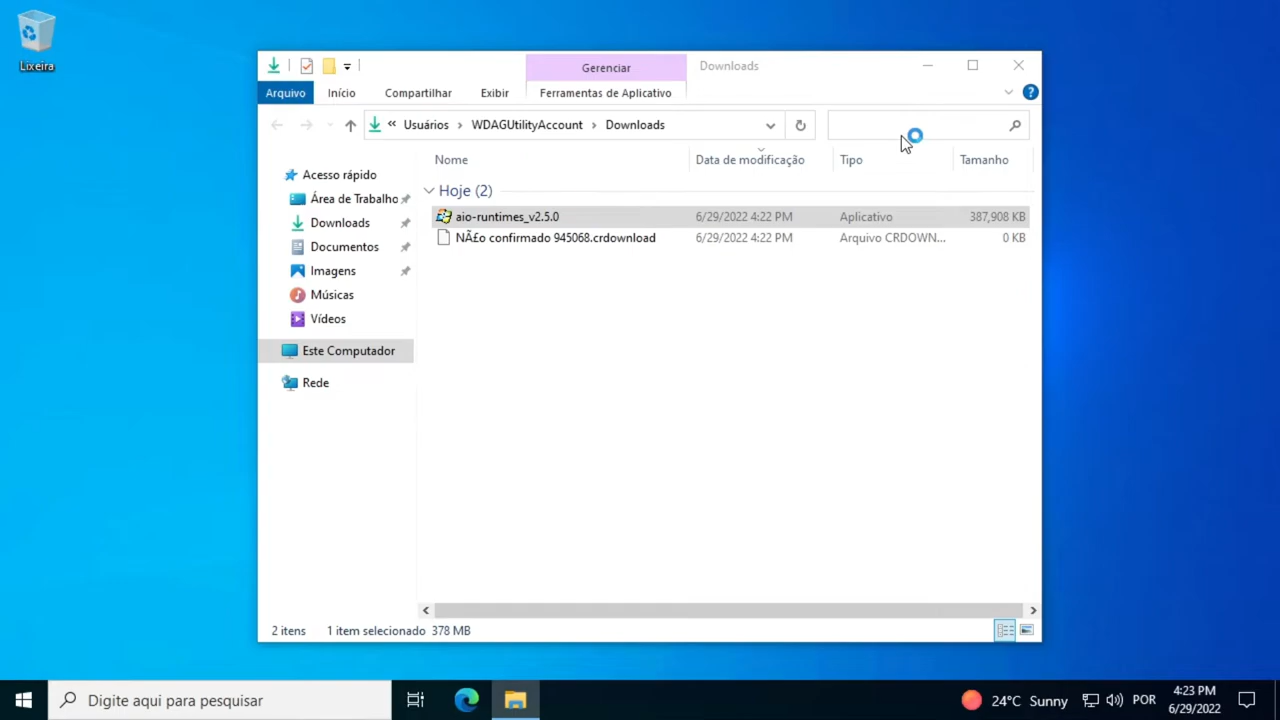 Lixeira
Gerenciar
Downloads
Arquivo
Início
Compartilhar
Exibir
Ferramentas de Aplicativo
?
« Usuários > WDAGUtilityAccount > Downloads
Nome
Data de modificação
Tipo
Tamanho
Acesso rápido
Área de Trabalho
Downloads
Documentos
Imagens
Músicas
Vídeos
Este Computador
Rede
Hoje (2)
aio-runtimes_v2.5.0 6/29/2022 4:22 PM Aplicativo 387,908 KB
NÃ£o confirmado 945068.crdownload 6/29/2022 4:22 PM Arquivo CRDOWN... 0 KB
2 itens 1 item selecionado 378 MB
Digite aqui para pesquisar
24°C Sunny
POR
4:23 PM
6/29/2022